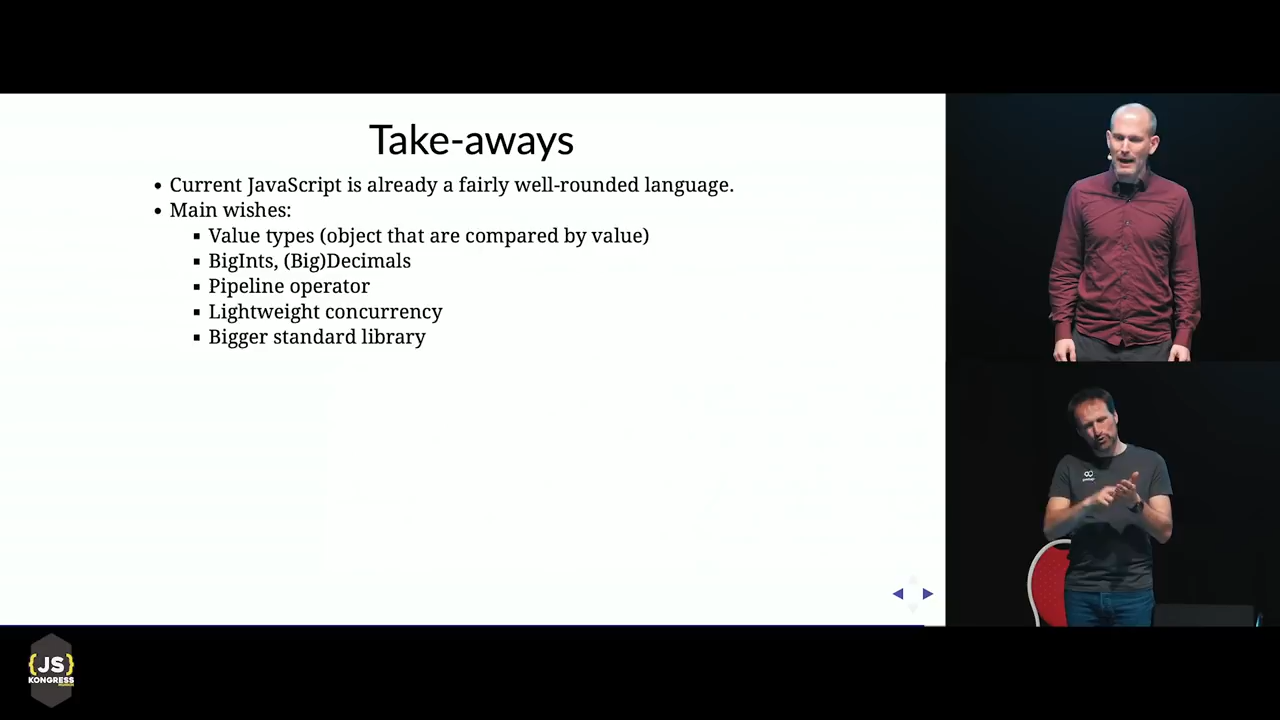 Take-aways
• Current JavaScript is already a fairly well-rounded language.
• Main wishes:
▪ Value types (object that are compared by value)
▪ BigInts, (Big)Decimals
▪ Pipeline operator
▪ Lightweight concurrency
▪ Bigger standard library
{JS}
KONGRESS